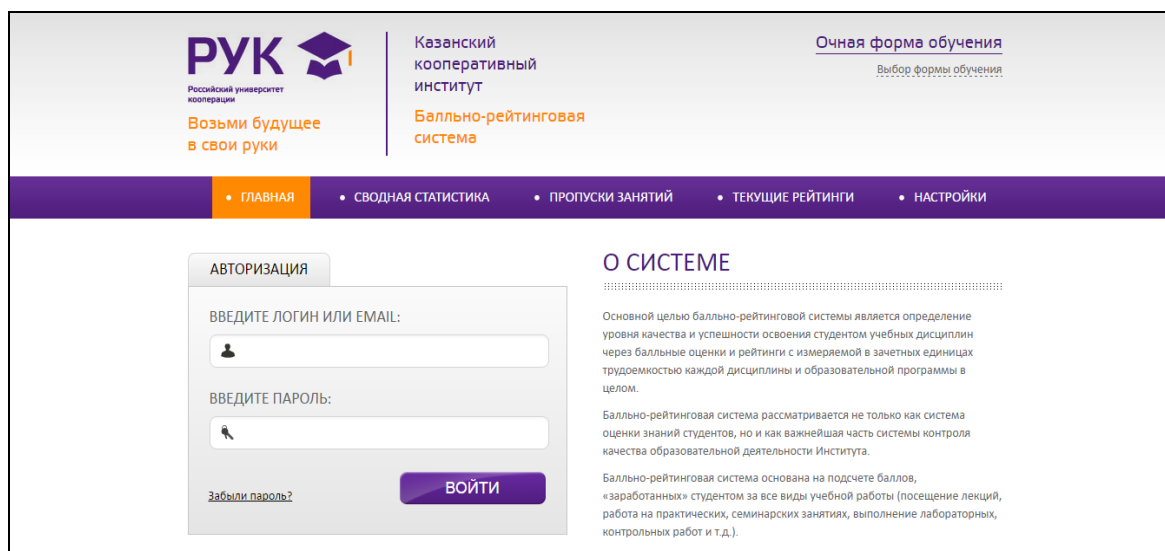 РУК
Российский университет
кооперации
Возьми будущее
в свои руки
Казанский
кооперативный
институт
Балльно-рейтинговая
система
Очная форма обучения
Выбор формы обучения
ГЛАВНАЯ
СВОДНАЯ СТАТИСТИКА
ПРОПУСКИ ЗАНЯТИЙ
ТЕКУЩИЕ РЕЙТИНГИ
НАСТРОЙКИ
АВТОРИЗАЦИЯ
ВВЕДИТЕ ЛОГИН ИЛИ EMAIL:
ВВЕДИТЕ ПАРОЛЬ:
Забыли пароль?
ВОЙТИ
О СИСТЕМЕ
Основной целью балльно-рейтинговой системы является определение
уровня качества и успешности освоения студентом учебных дисциплин
через балльные оценки и рейтинги с измеряемой в зачетных единицах
трудоемкостью каждой дисциплины и образовательной программы в
целом.
Балльно-рейтинговая система рассматривается не только как система
оценки знаний студентов, но и как важнейшая часть системы контроля
качества образовательной деятельности Института.
Балльно-рейтинговая система основана на подсчете баллов,
«заработанных» студентом за все виды учебной работы (посещение лекций,
работа на практических, семинарских занятиях, выполнение лабораторных,
контрольных работ и т.д.).